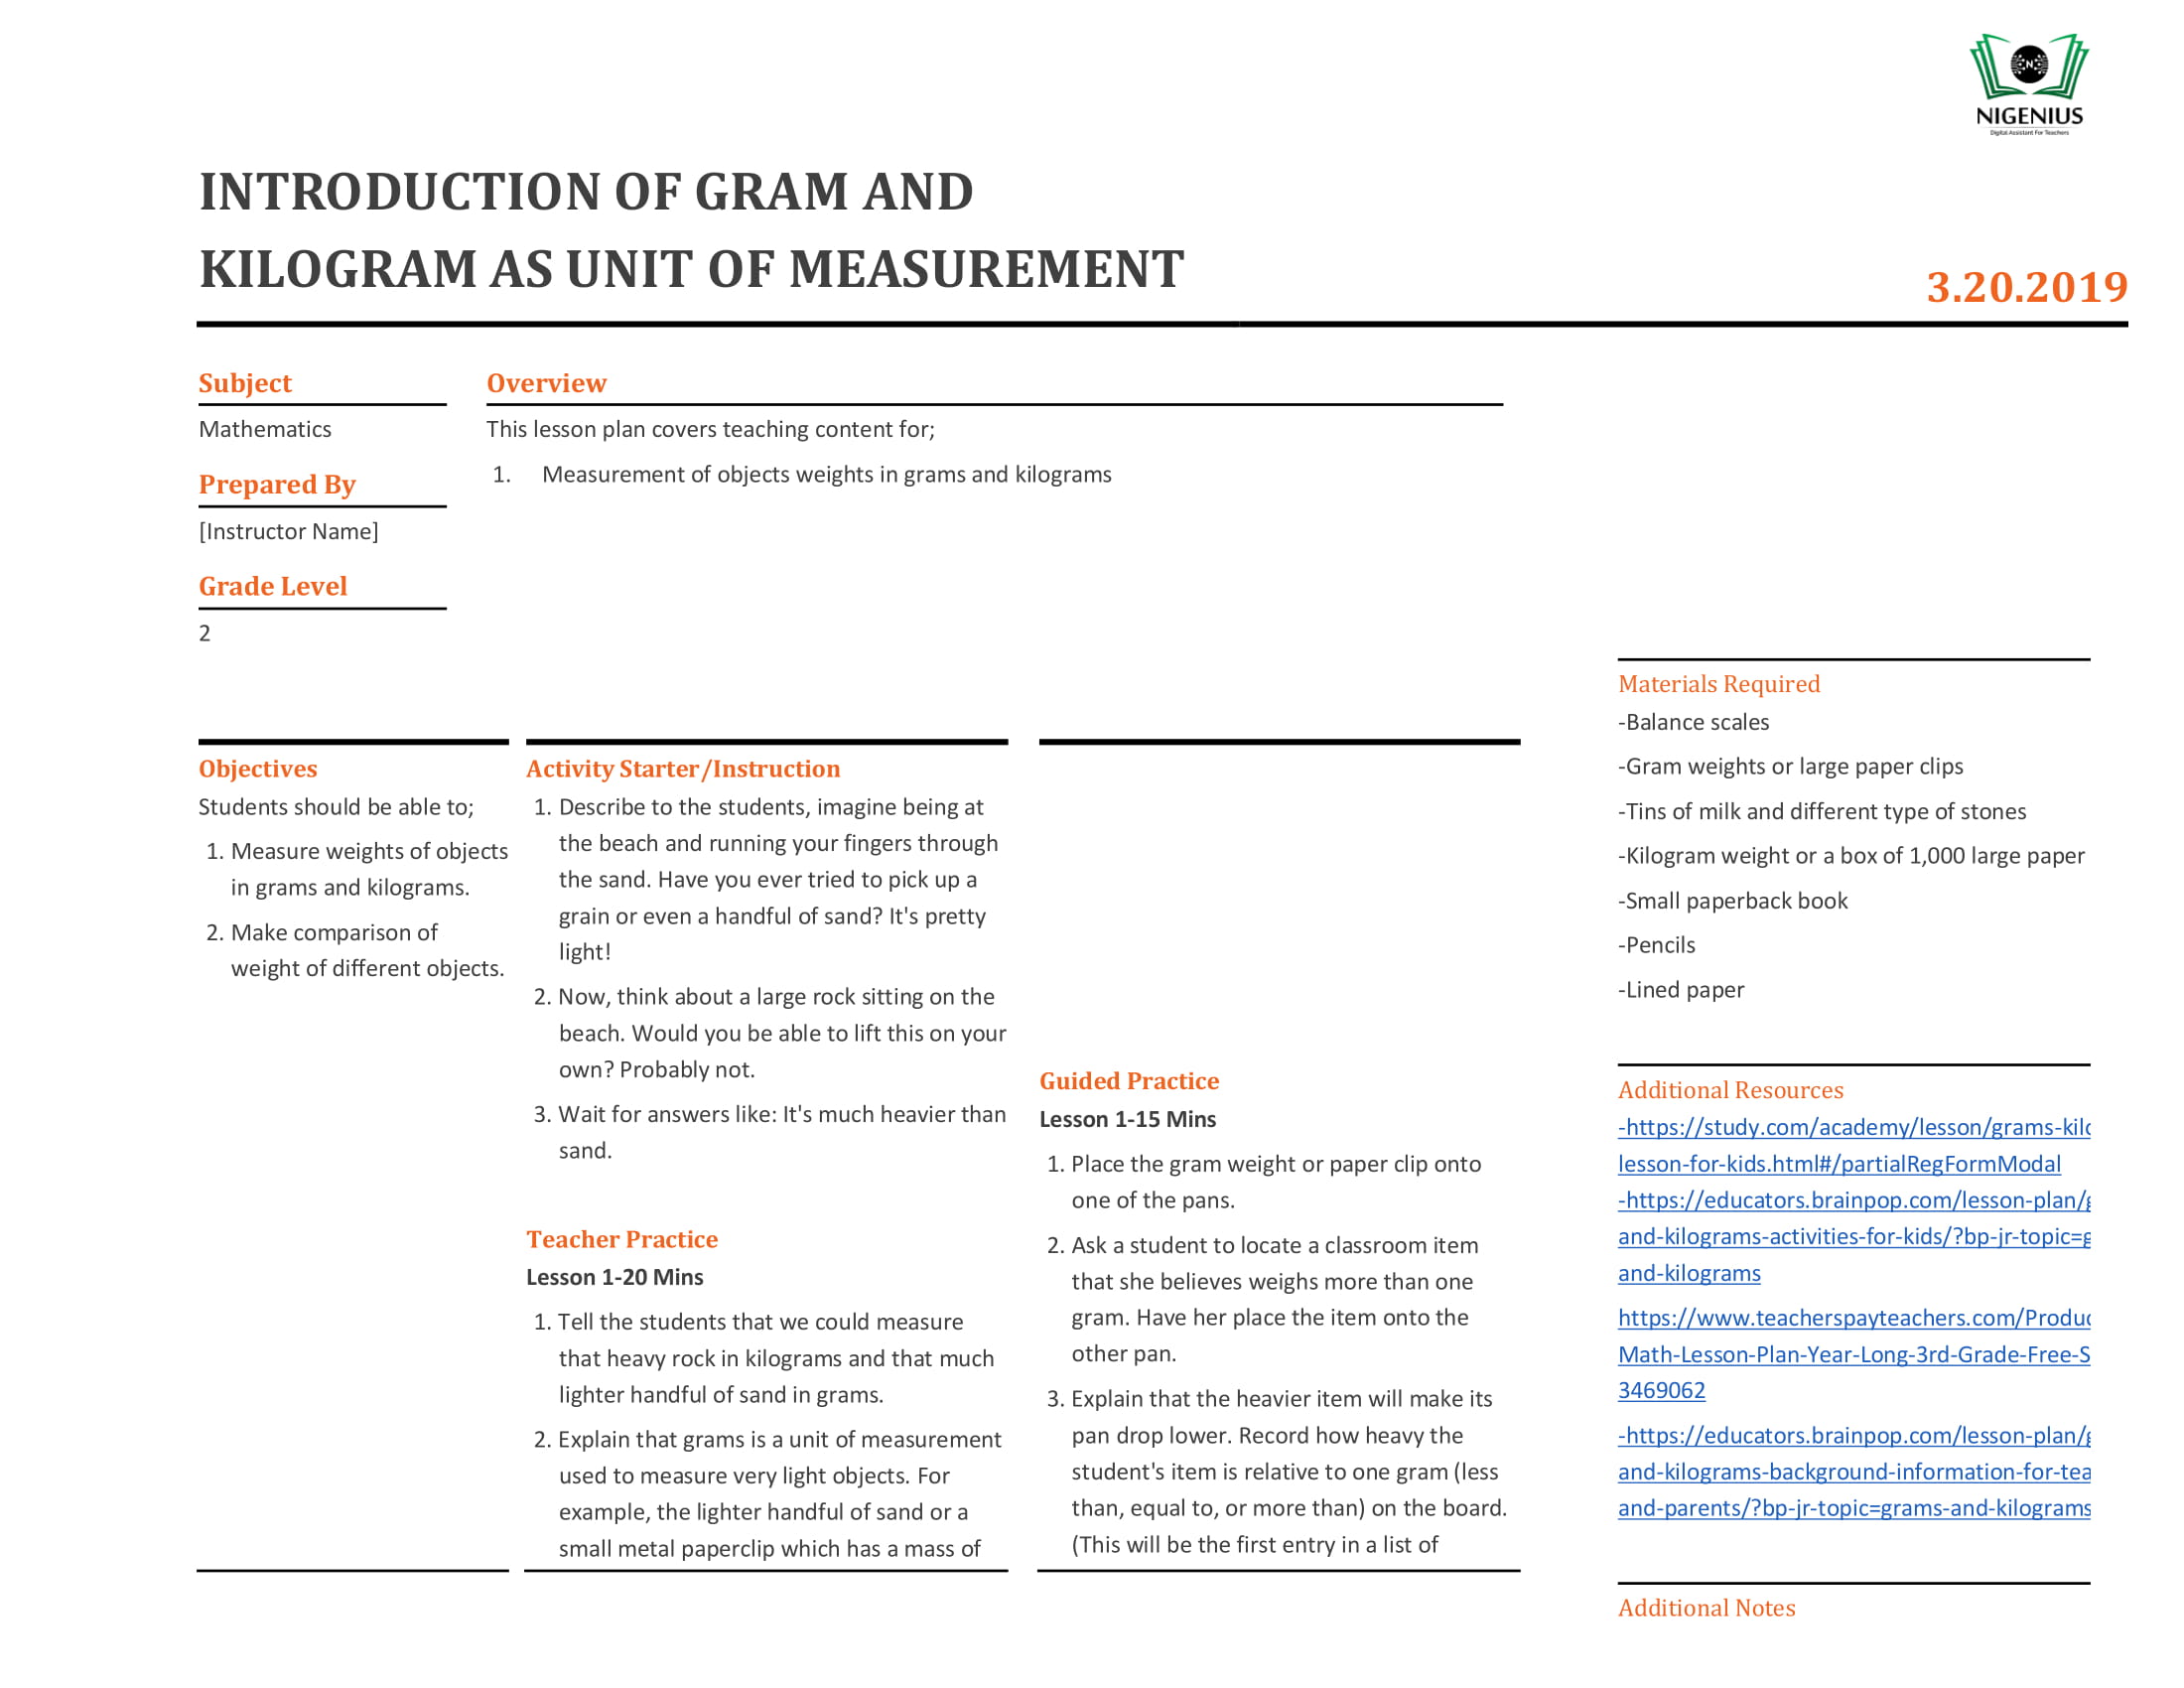 NIGENIUS
Digital Assistant For Teachers
INTRODUCTION OF GRAM AND
KILOGRAM AS UNIT OF MEASUREMENT
3.20.2019
Subject
Mathematics
Prepared By
[Instructor Name]
Grade Level
2
Overview
This lesson plan covers teaching content for;
1. Measurement of objects weights in grams and kilograms
Objectives
Students should be able to;
1. Measure weights of objects
in grams and kilograms.
2. Make comparison of
weight of different objects.
Activity Starter/Instruction
1. Describe to the students, imagine being at
the beach and running your fingers through
the sand. Have you ever tried to pick up a
grain or even a handful of sand? It's pretty
light!
2. Now, think about a large rock sitting on the
beach. Would you be able to lift this on your
own? Probably not.
3. Wait for answers like: It's much heavier than
sand.
Teacher Practice
Lesson 1-20 Mins
1. Tell the students that we could measure
that heavy rock in kilograms and that much
lighter handful of sand in grams.
2. Explain that grams is a unit of measurement
used to measure very light objects. For
example, the lighter handful of sand or a
small metal paperclip which has a mass of
Guided Practice
Lesson 1-15 Mins
1. Place the gram weight or paper clip onto
one of the pans.
2. Ask a student to locate a classroom item
that she believes weighs more than one
gram. Have her place the item onto the
other pan.
3. Explain that the heavier item will make its
pan drop lower. Record how heavy the
student's item is relative to one gram (less
than, equal to, or more than) on the board.
(This will be the first entry in a list of
Materials Required
-Balance scales
-Gram weights or large paper clips
-Tins of milk and different type of stones
-Kilogram weight or a box of 1,000 large paper
-Small paperback book
-Pencils
-Lined paper
Additional Resources
-https://study.com/academy/lesson/grams-kilo
lesson-for-kids.html#/partialRegFormModal
-https://educators.brainpop.com/lesson-plan/g
and-kilograms-activities-for-kids/?bp-jr-topic=g
and-kilograms
https://www.teacherspayteachers.com/Produc
Math-Lesson-Plan-Year-Long-3rd-Grade-Free-S
3469062
-https://educators.brainpop.com/lesson-plan/g
and-kilograms-background-information-for-tea
and-parents/?bp-jr-topic=grams-and-kilograms
Additional Notes